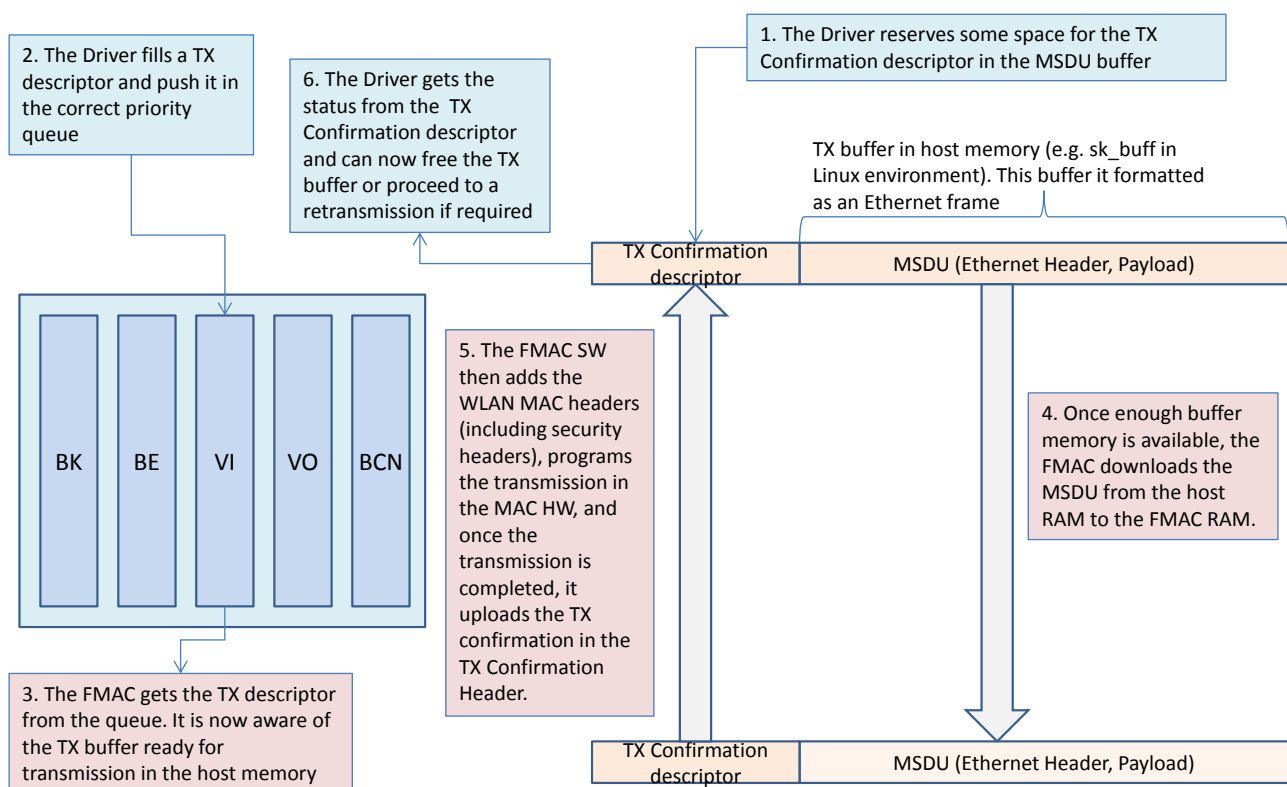 1. The Driver reserves some space for the TX
Confirmation descriptor in the MSDU buffer
2. The Driver fills a TX
descriptor and push it in
the correct priority
queue
6. The Driver gets the
status from the  TX
Confirmation descriptor
and can now free the TX
buffer or proceed to a
retransmission if required
TX buffer in host memory (e.g. sk_buff in
Linux environment). This buffer it formatted
as an Ethernet frame
TX Confirmation
descriptor
MSDU (Ethernet Header, Payload)
BK
BE
VI
VO
BCN
5. The FMAC SW
then adds the
WLAN MAC headers
(including security
headers), programs
the transmission in
the MAC HW, and
once the
transmission is
completed, it
uploads the TX
confirmation in the
TX Confirmation
Header.
4. Once enough buffer
memory is available, the
FMAC downloads the
MSDU from the host
RAM to the FMAC RAM.
3. The FMAC gets the TX descriptor
from the queue. It is now aware of
the TX buffer ready for
transmission in the host memory
TX Confirmation
descriptor
MSDU (Ethernet Header, Payload)